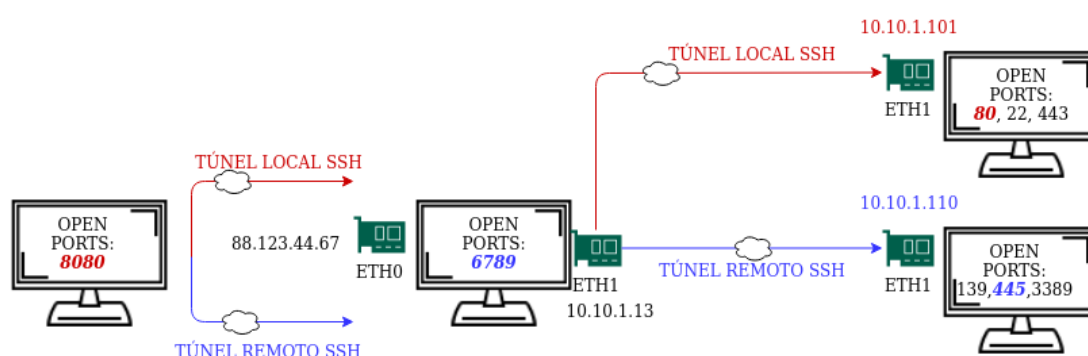 10.10.1.101
TÚNEL LOCAL SSH
ETH1
OPEN
PORTS:
80, 22, 443
TÚNEL LOCAL SSH
OPEN
PORTS:
8080
88.123.44.67
ETH0
OPEN
PORTS:
6789
ETH1
10.10.1.13
10.10.1.110
TÚNEL REMOTO SSH
ETH1
OPEN
PORTS:
139,445,3389
TÚNEL REMOTO SSH